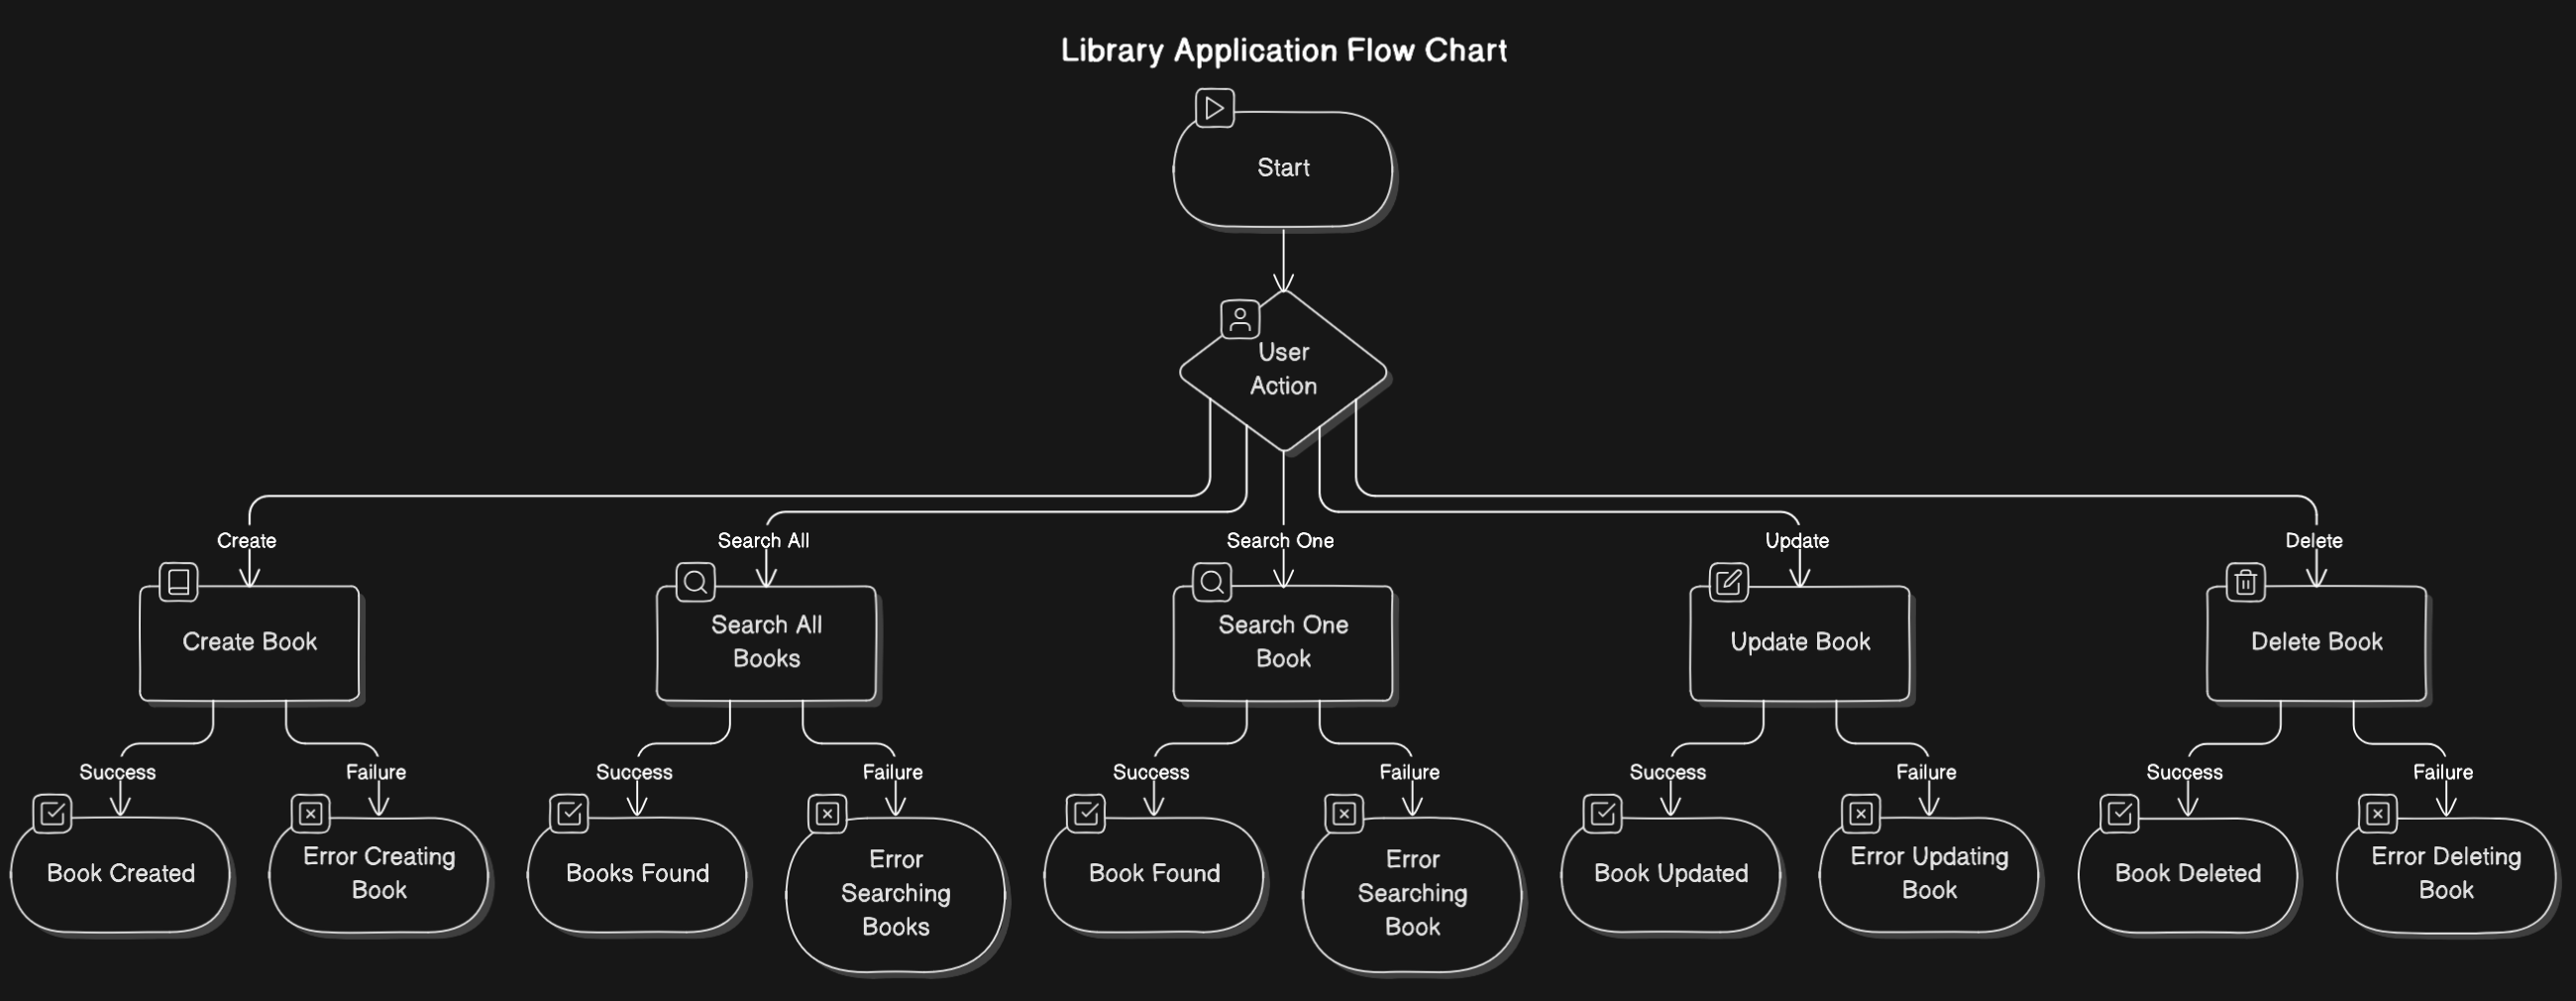 Library Application Flow Chart
Start
User
Action
Create
Search All
Search One
Update
Delete
Create Book
Search All
Books
Search One
Book
Update Book
Delete Book
Success
Failure
Success
Failure
Success
Failure
Success
Failure
Success
Failure
Book Created
Error Creating
Book
Books Found
Error
Searching
Books
Book Found
Error
Searching
Book
Book Updated
Error Updating
Book
Book Deleted
Error Deleting
Book